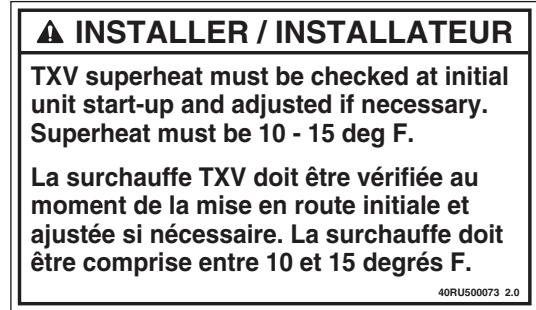 ⚠ INSTALLER / INSTALLATEUR
TXV superheat must be checked at initial
unit start-up and adjusted if necessary.
Superheat must be 10 - 15 deg F.
La surchauffe TXV doit être vérifiée au
moment de la mise en route initiale et
ajustée si nécessaire. La surchauffe doit
être comprise entre 10 et 15 degrés F.
40RU500073 2.0